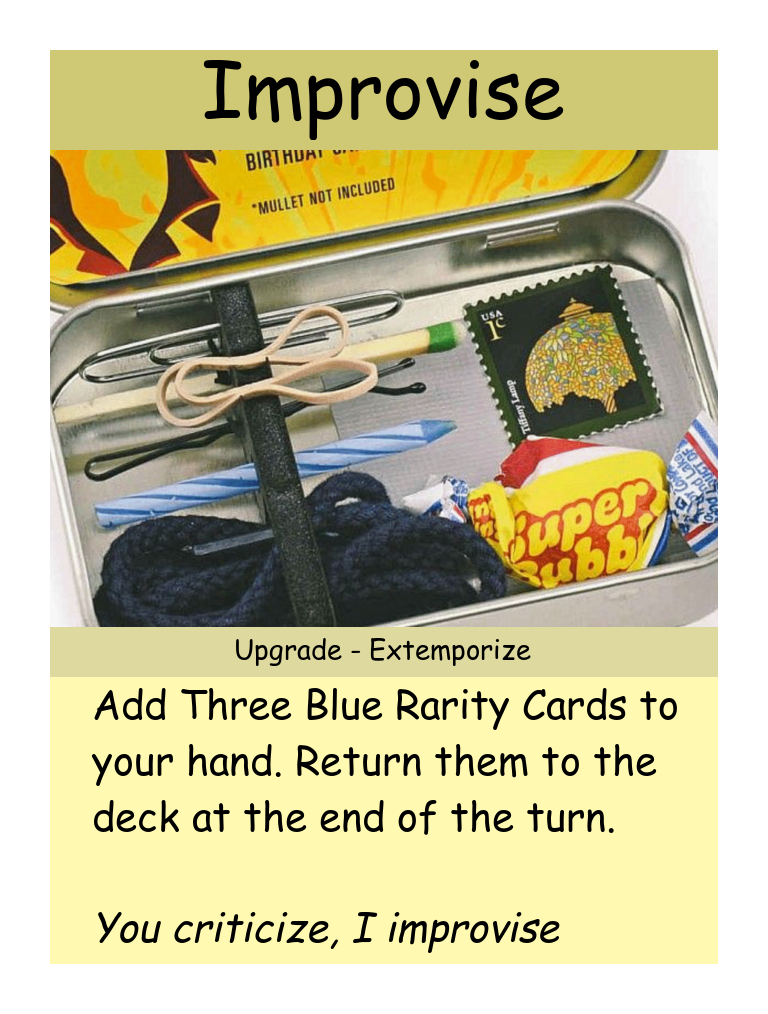 Improvise
BIRTHDAY
*MULLET NOT INCLUDED
USA
1c
Tiffany Lamp
Super
Bubb
Upgrade - Extemporize
Add Three Blue Rarity Cards to
your hand. Return them to the
deck at the end of the turn.
You criticize, I improvise